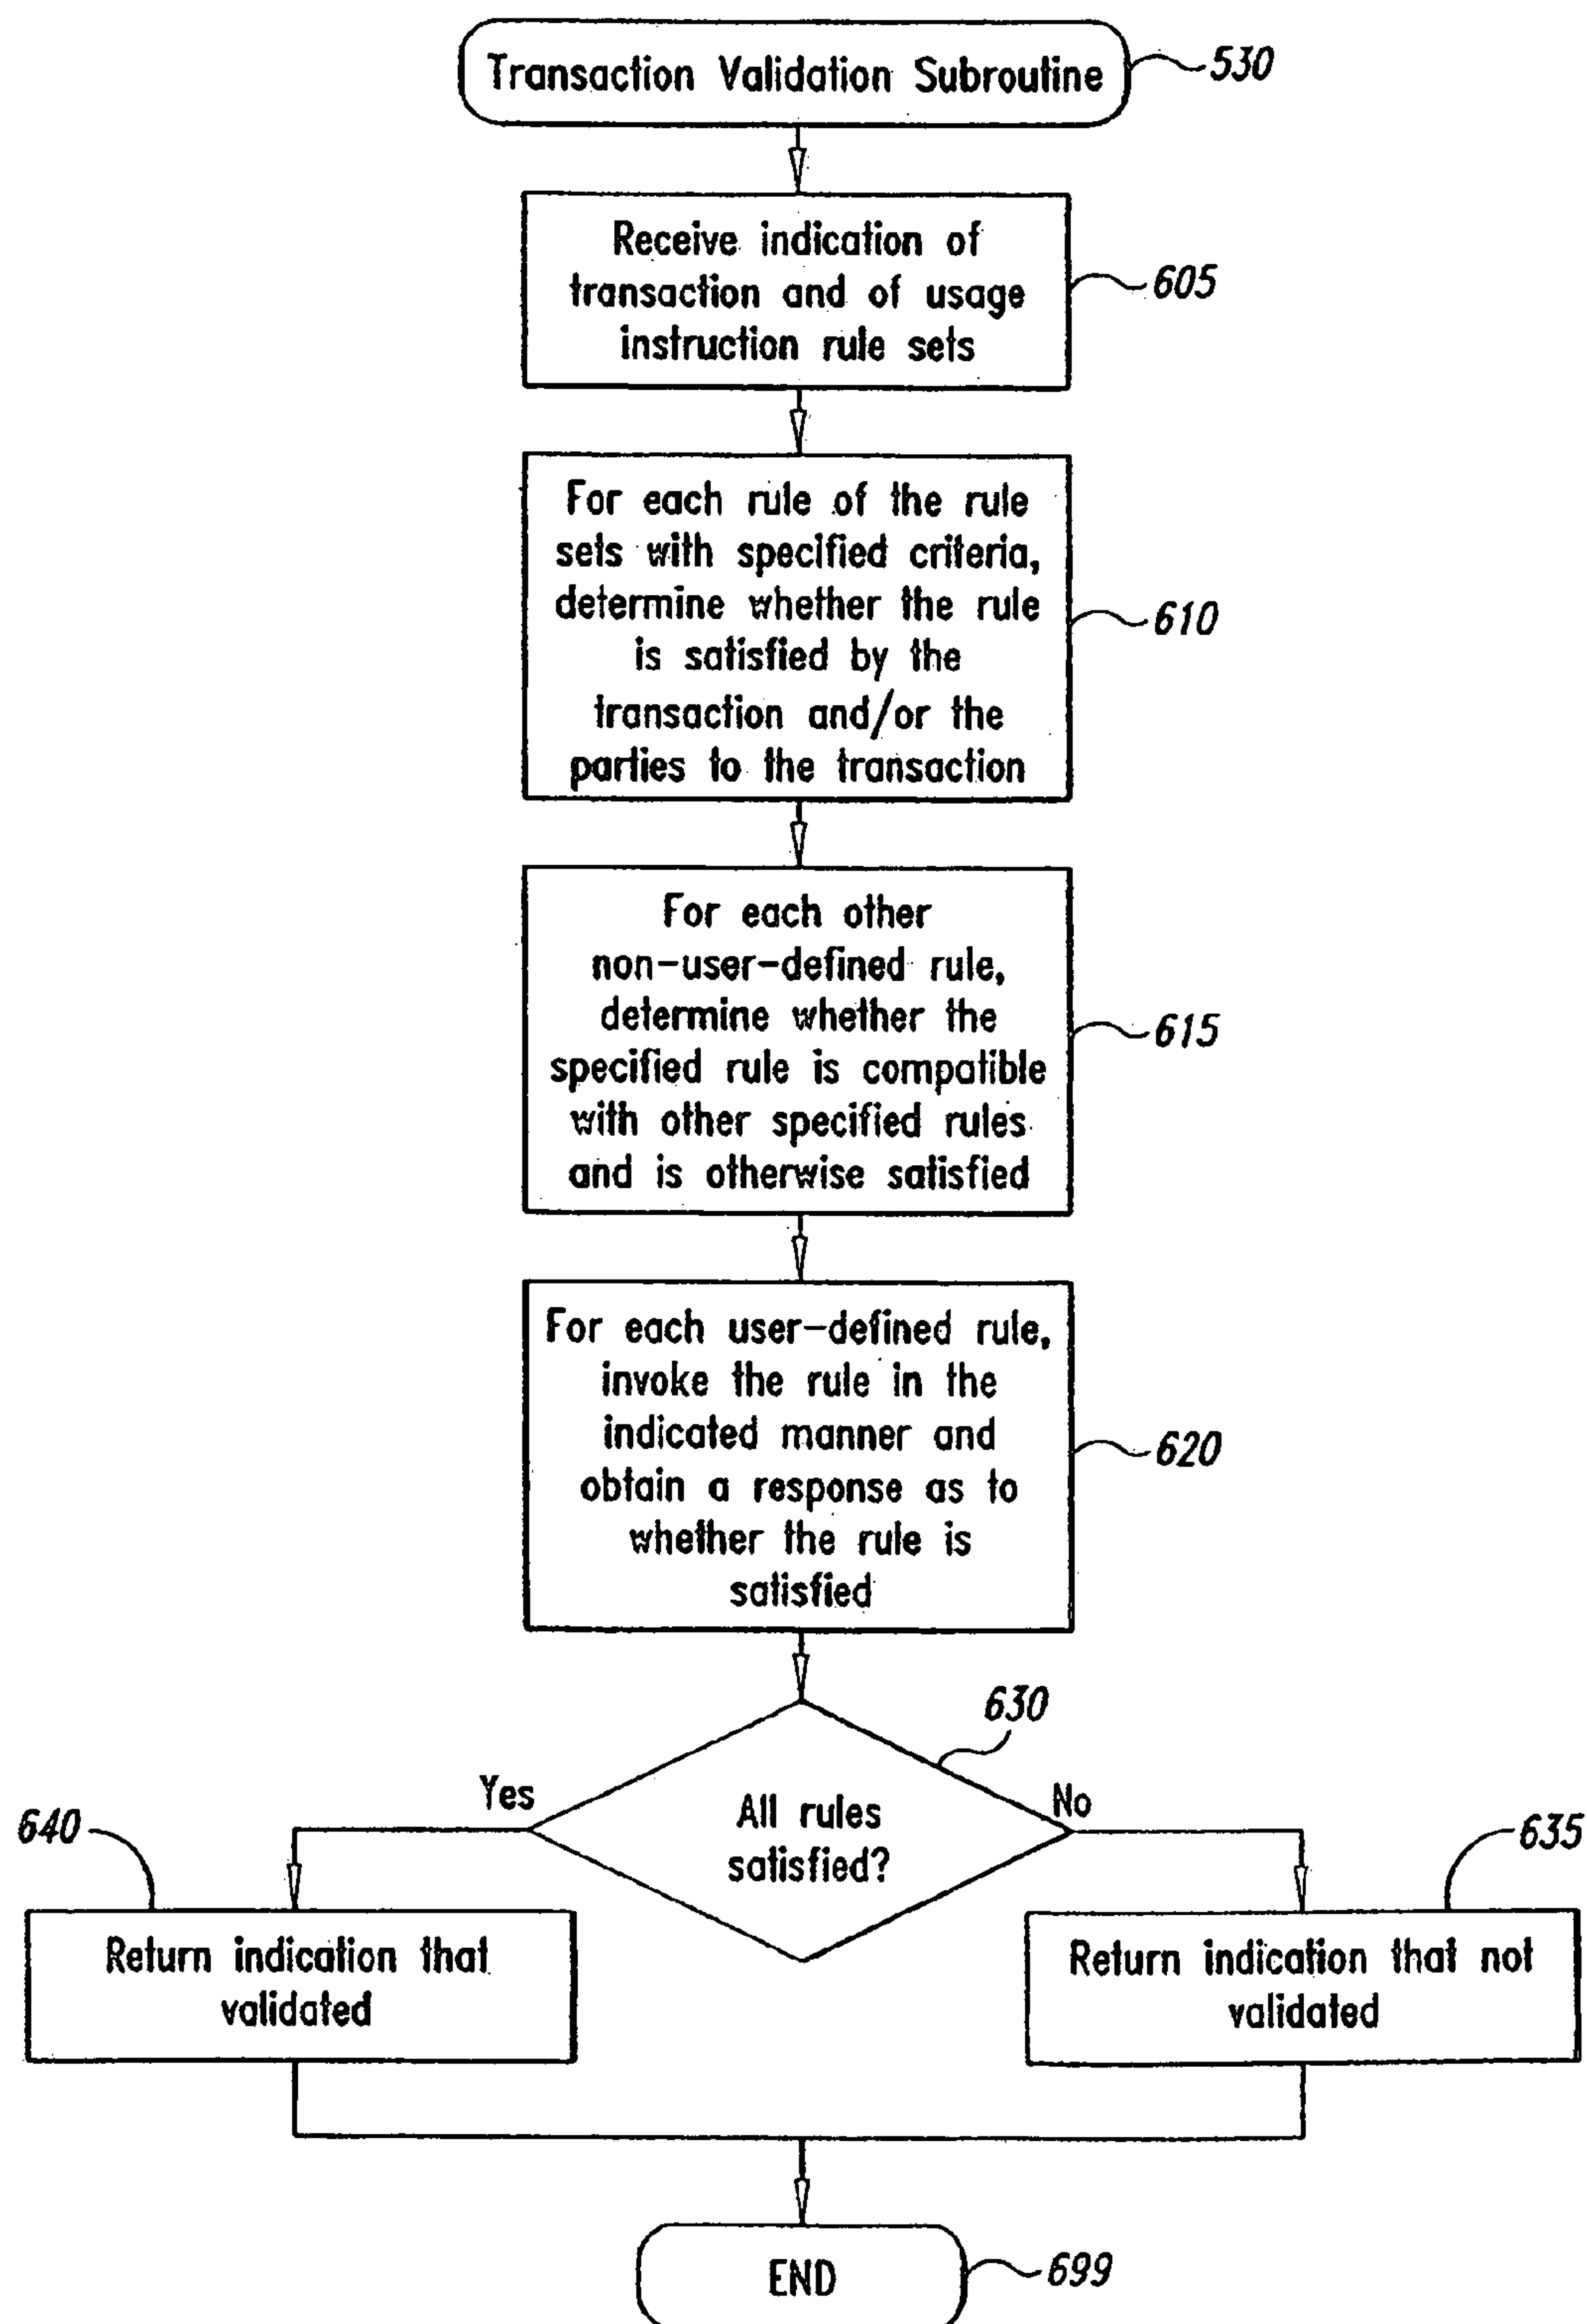 Transaction Validation Subroutine
530
Receive indication of
transaction and of usage
instruction rule sets
605
For each rule of the rule
sets with specified criteria,
determine whether the rule
is satisfied by the
transaction and/or the
parties to the transaction
610
For each other
non-user-defined rule,
determine whether the
specified rule is compatible
with other specified rules
and is otherwise satisfied
615
For each user-defined rule,
invoke the rule in the
indicated manner and
obtain a response as to
whether the rule is
satisfied
620
630
All rules
satisfied?
Yes
No
640
635
Return indication that
validated
Return indication that not
validated
END
699